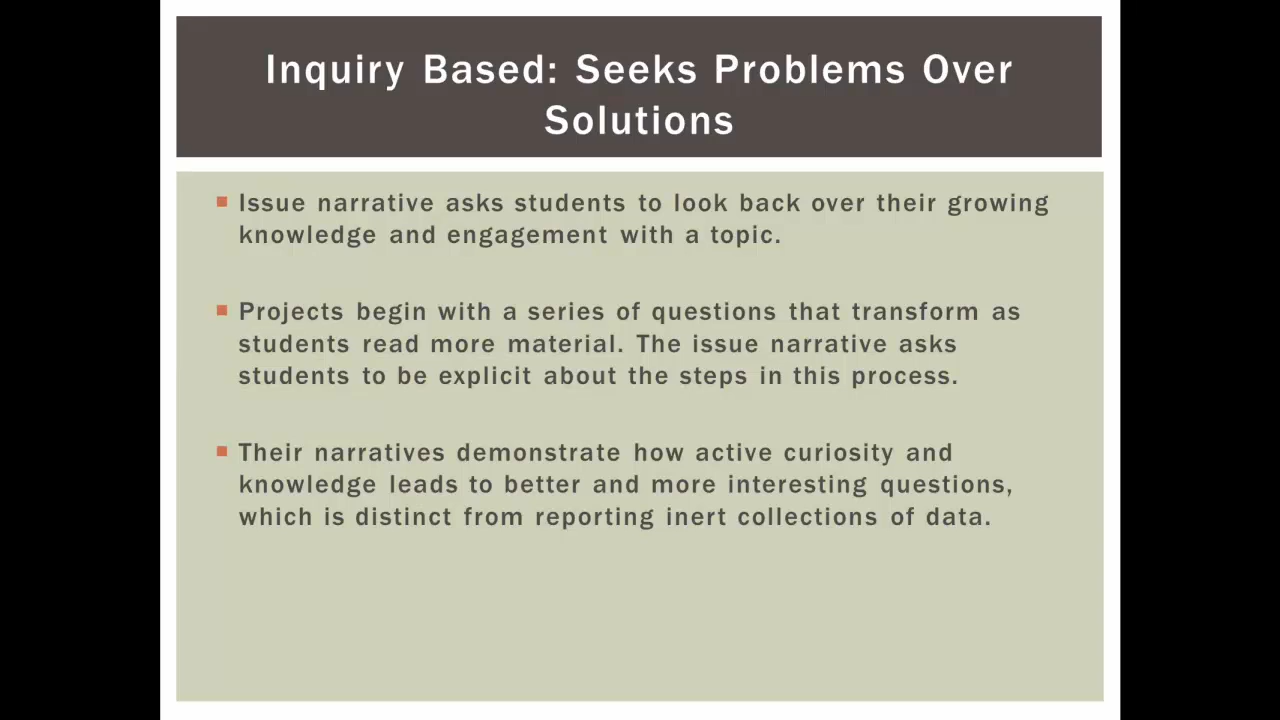 Inquiry Based: Seeks Problems Over
Solutions
Issue narrative asks students to look back over their growing
knowledge and engagement with a topic.
Projects begin with a series of questions that transform as
students read more material. The issue narrative asks
students to be explicit about the steps in this process.
Their narratives demonstrate how active curiosity and
knowledge leads to better and more interesting questions,
which is distinct from reporting inert collections of data.